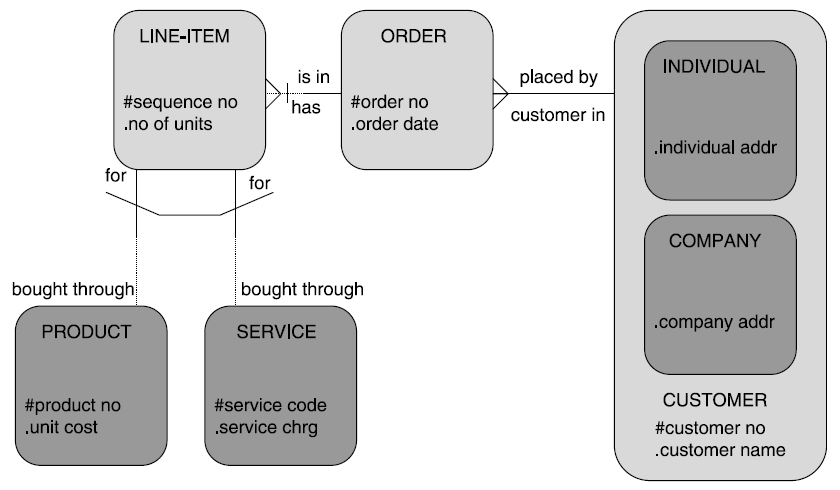 LINE-ITEM
#sequence no
.no of units
is in
has
ORDER
#order no
.order date
placed by
customer in
INDIVIDUAL
.individual addr
COMPANY
.company addr
CUSTOMER
#customer no
.customer name
for
for
bought through
bought through
PRODUCT
#product no
.unit cost
SERVICE
#service code
.service chrg